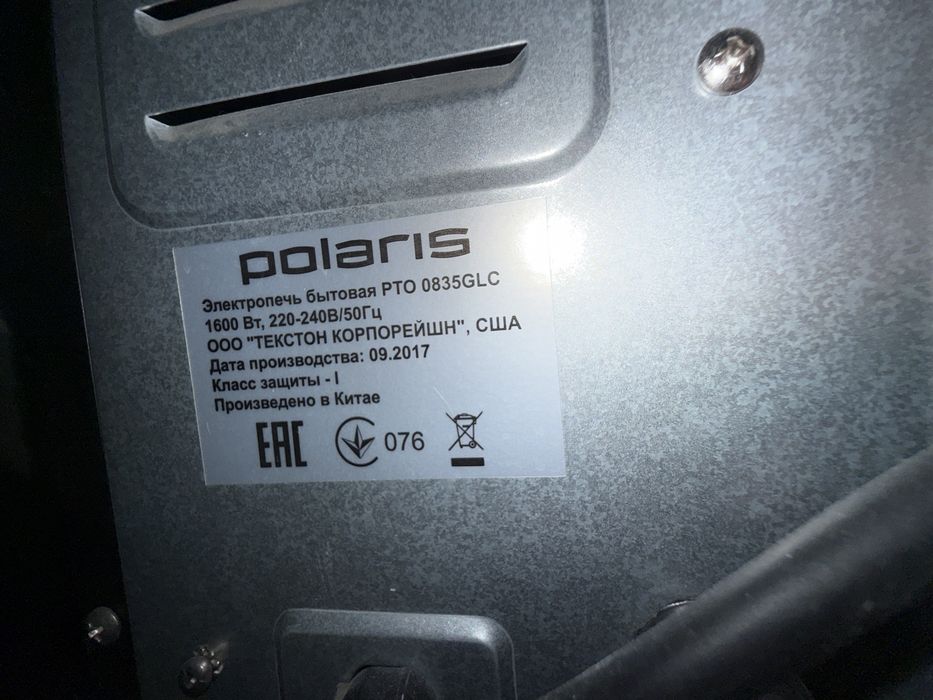 polaris
Электропечь бытовая PTO 0835GLC
1600 Вт, 220-240В/50Гц
ООО "ТЕКСТОН КОРПОРЕЙШН", США
Дата производства: 09.2017
Класс защиты - I
Произведено в Китае
EAC 076